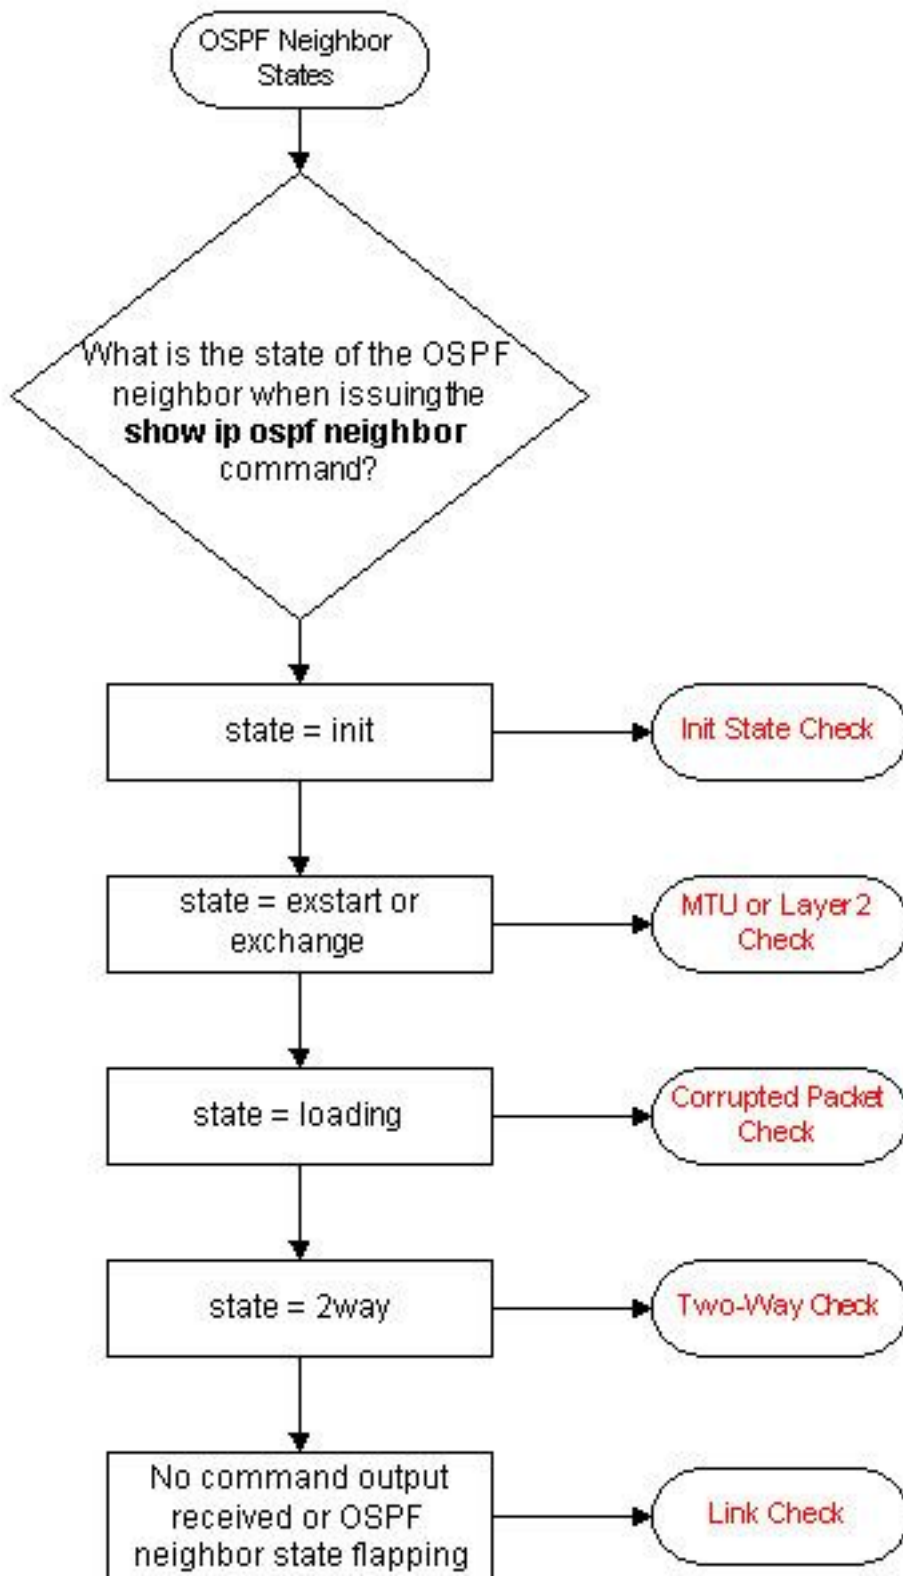 OSPF Neighbor
States
What is the state of the OSPF
neighbor when issuing the
show ip ospf neighbor
command?
state = init
Init State Check
state = exstart or
exchange
MTU or Layer 2
Check
state = loading
Corrupted Packet
Check
state = 2way
Two-Way Check
No command output
received or OSPF
neighbor state flapping
Link Check